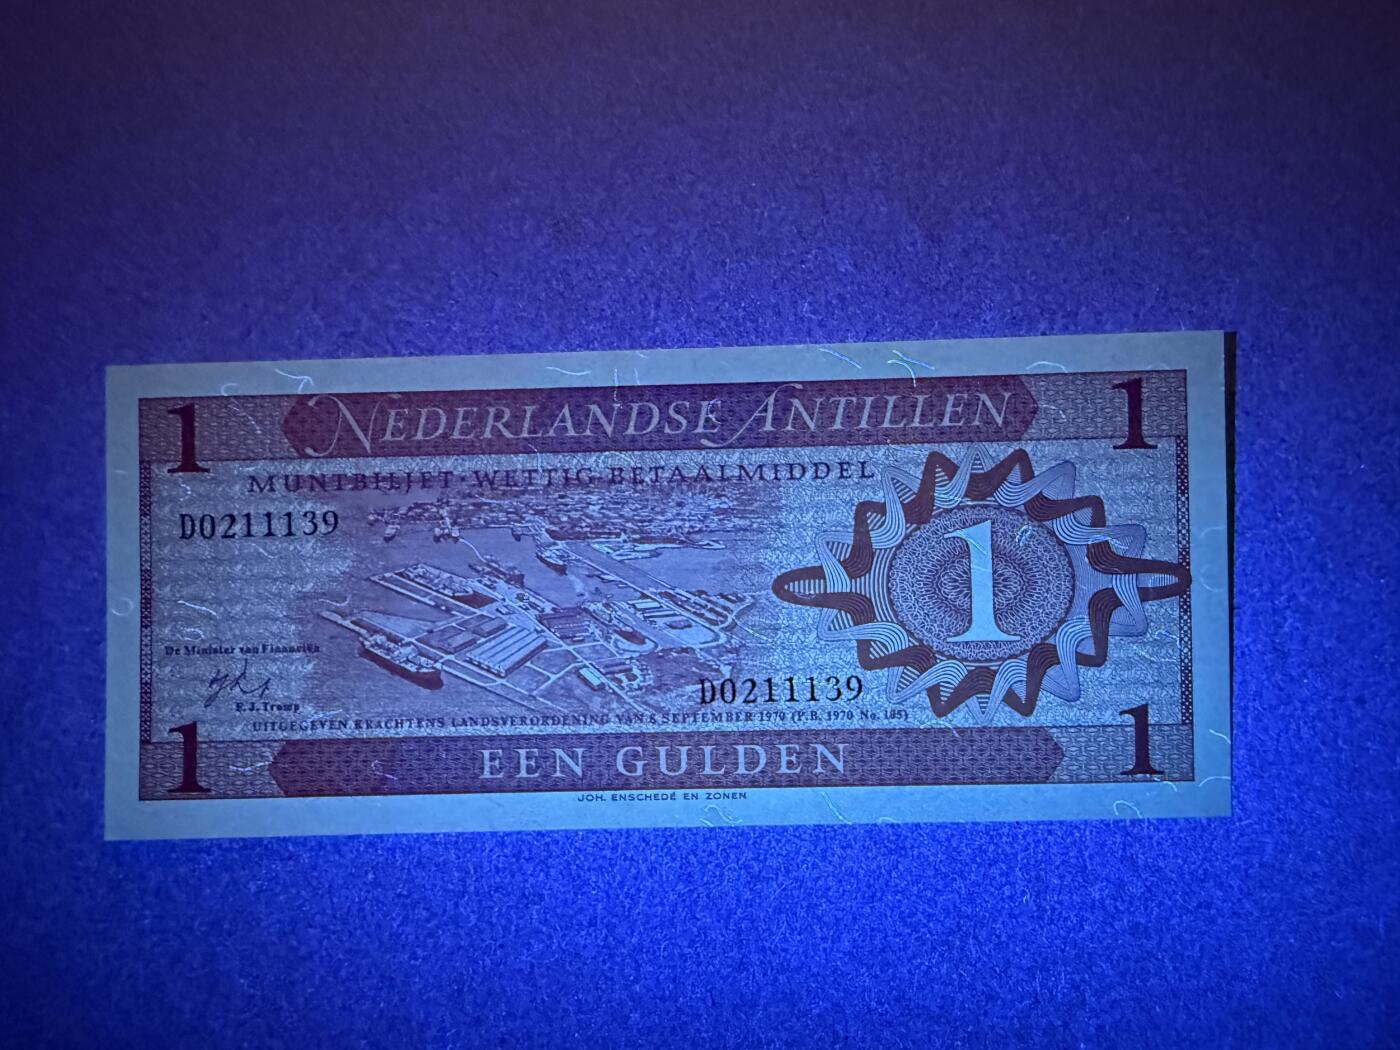 1 NEDERLANDSE ANTILLEN 1
MUNTBILJET·WETTIG·BETAALMIDDEL
D0211139
1
De Minister van Financiën
F. J. Tromp
D0211139
UITGEGEVEN KRACHTENS LANDSVERORDENING VAN 8 SEPTEMBER 1970 (P.B. 1970 No. 105)
1 EEN GULDEN 1
JOH. ENSCHEDÉ EN ZONEN